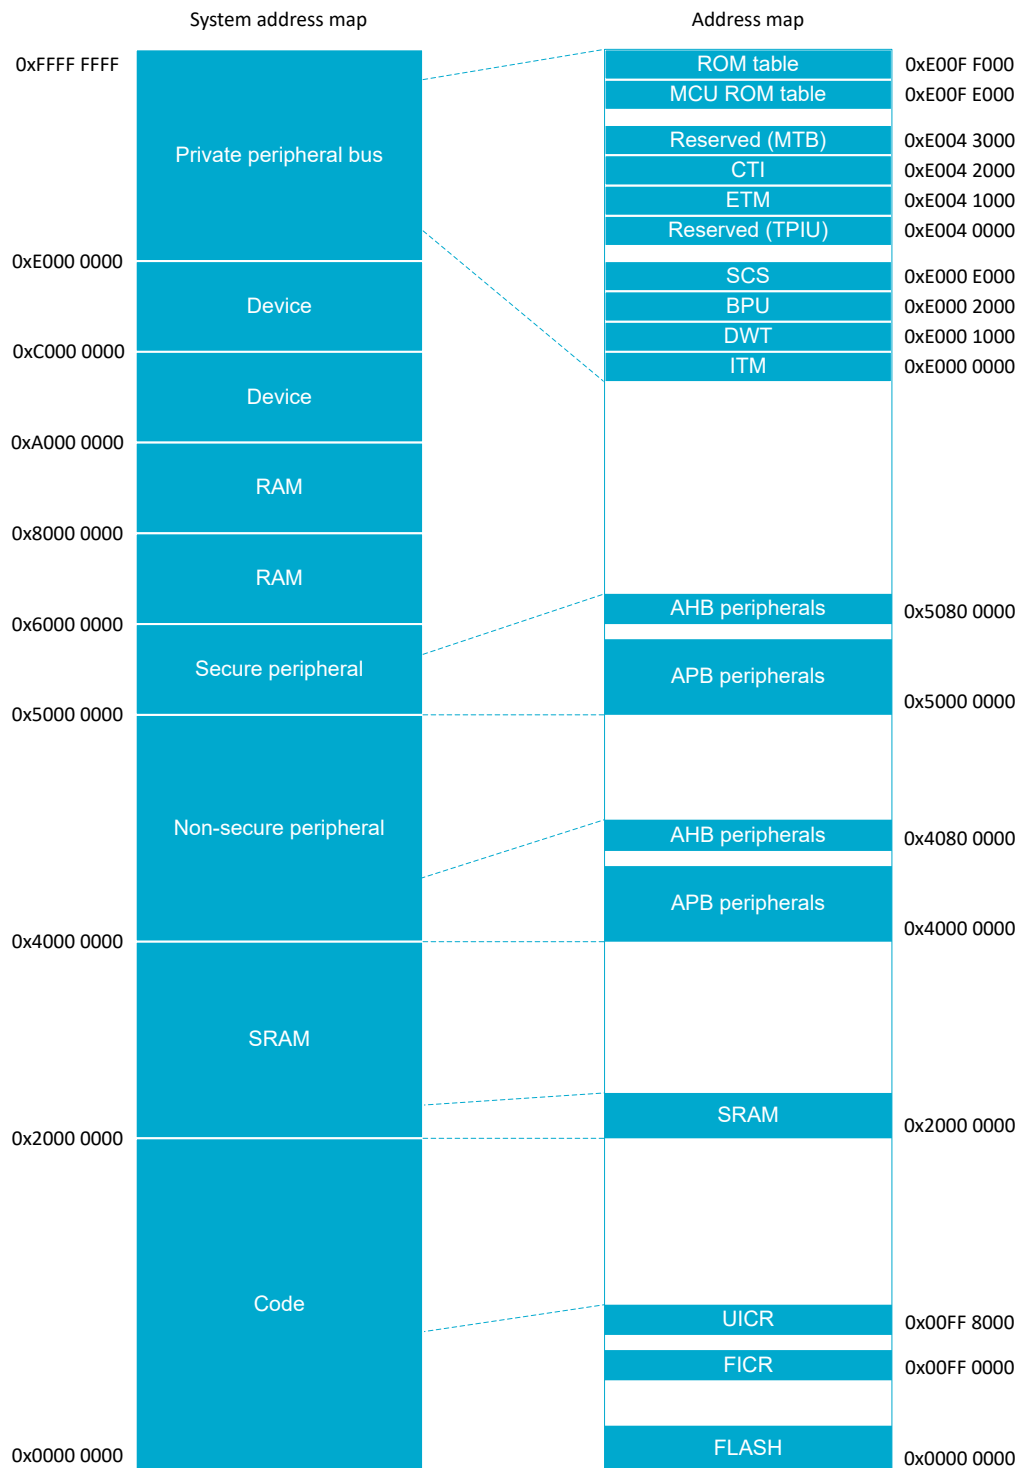 System address map
Address map
0xFFFF FFFF
Private peripheral bus
0xE000 0000
Device
0xC000 0000
Device
0xA000 0000
RAM
0x8000 0000
RAM
0x6000 0000
Secure peripheral
0x5000 0000
Non-secure peripheral
0x4000 0000
SRAM
0x2000 0000
Code
0x0000 0000
ROM table 0xE00F F000
MCU ROM table 0xE00F E000
Reserved (MTB) 0xE004 3000
CTI 0xE004 2000
ETM 0xE004 1000
Reserved (TPIU) 0xE004 0000
SCS 0xE000 E000
BPU 0xE000 2000
DWT 0xE000 1000
ITM 0xE000 0000
AHB peripherals 0x5080 0000
APB peripherals 0x5000 0000
AHB peripherals 0x4080 0000
APB peripherals 0x4000 0000
SRAM 0x2000 0000
UICR 0x00FF 8000
FICR 0x00FF 0000
FLASH 0x0000 0000